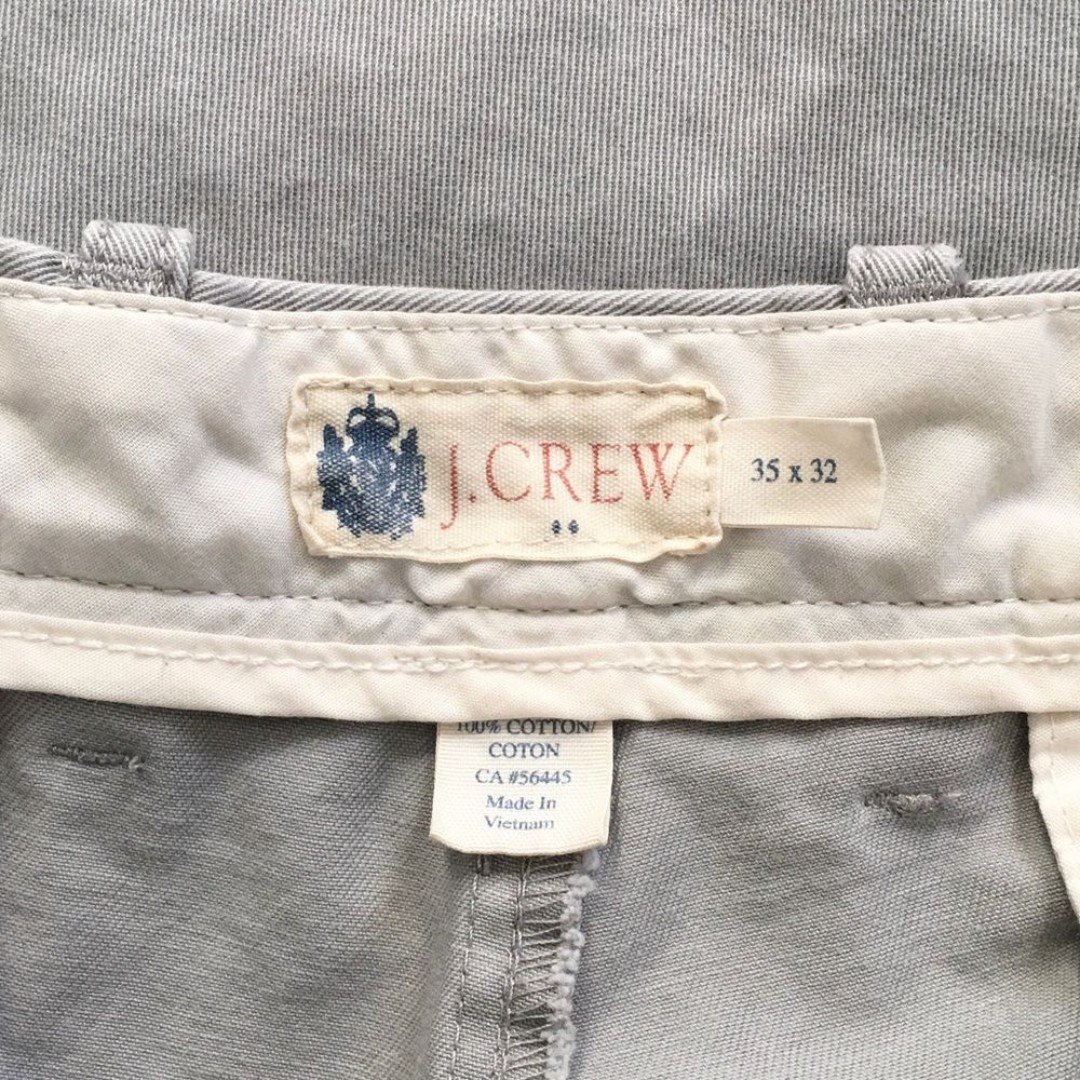 J.CREW
35 x 32
100% COTTON/
COTON
CA #56445
Made In
Vietnam